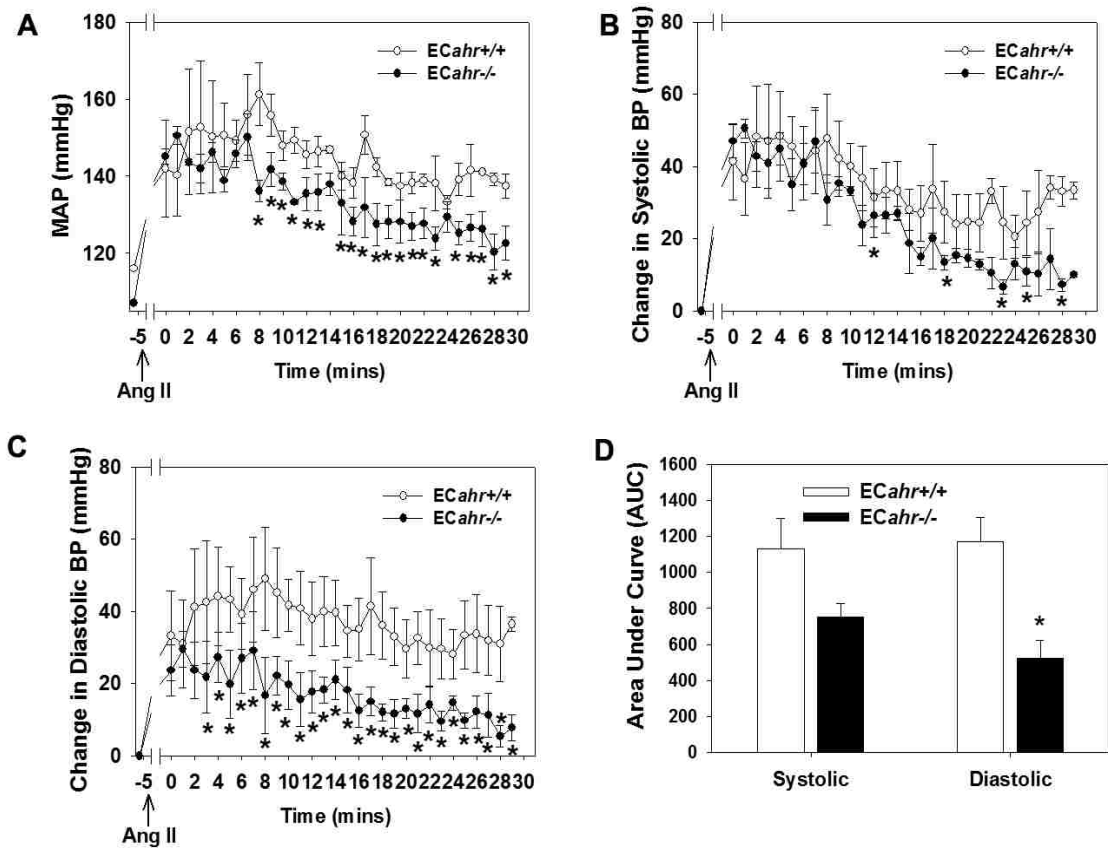 A
MAP (mmHg)
180
160
140
120
ECahr+/+
ECahr-/-
* * * * * * * * * * * * * * * * * * *
-5 0 2 4 6 8 10 12 14 16 18 20 22 24 26 28 30
Time (mins)
Ang II
B
Change in Systolic BP (mmHg)
80
60
40
20
0
ECahr+/+
ECahr-/-
* * * * *
-5 0 2 4 6 8 10 12 14 16 18 20 22 24 26 28 30
Time (mins)
Ang II
C
Change in Diastolic BP (mmHg)
80
60
40
20
0
ECahr+/+
ECahr-/-
* * * * * * * * * * * * * * * * * * * * * * * * * *
-5 0 2 4 6 8 10 12 14 16 18 20 22 24 26 28 30
Time (mins)
Ang II
D
Area Under Curve (AUC)
1600
1400
1200
1000
800
600
400
200
0
ECahr+/+
ECahr-/-
*
Systolic Diastolic